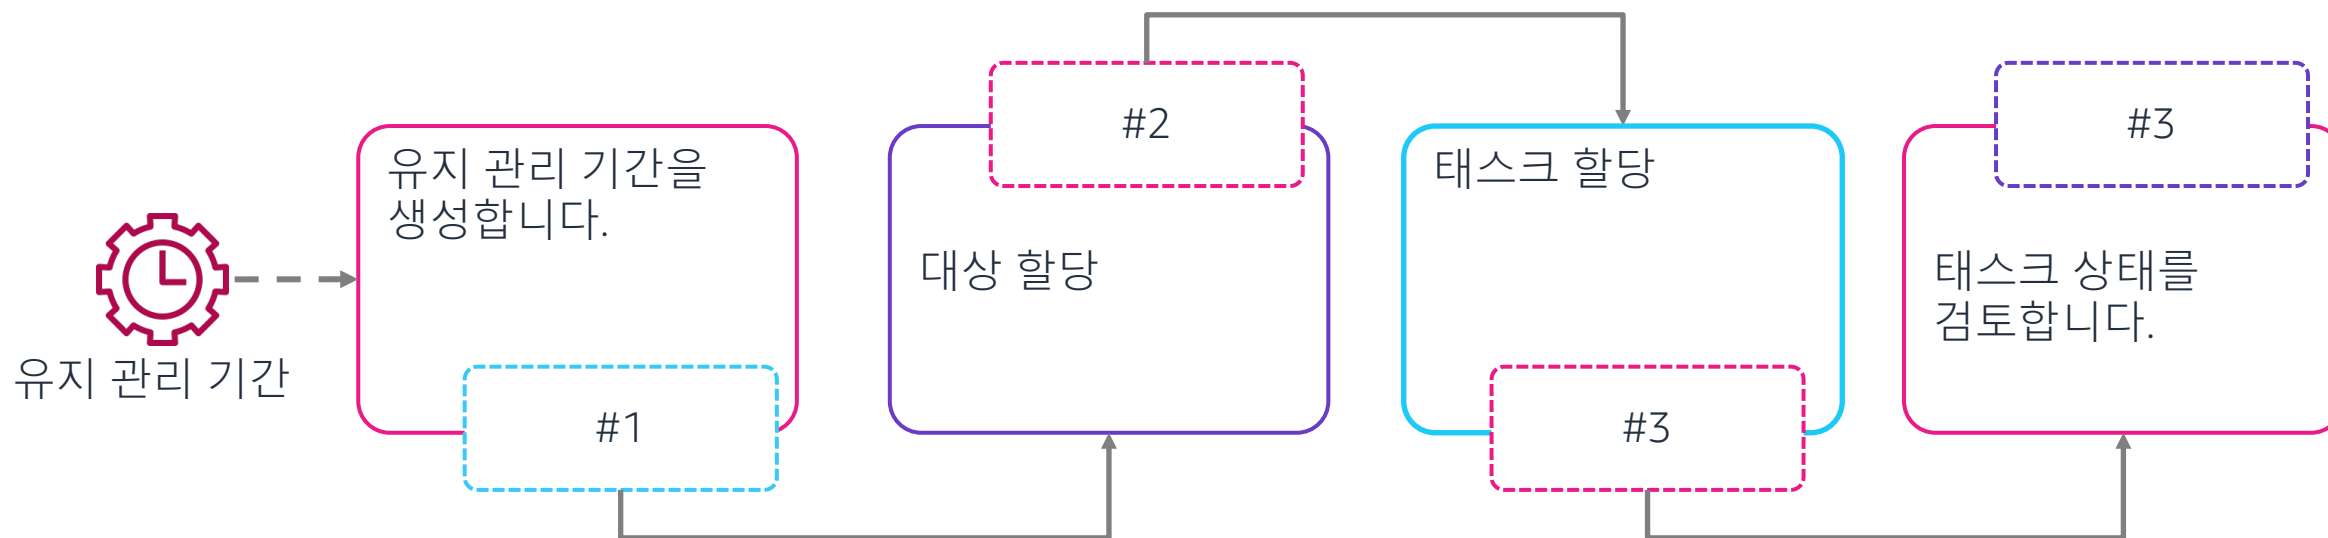 유지 관리 기간
유지 관리 기간을
생성합니다.
#1
#2
대상 할당
태스크 할당
#3
#3
태스크 상태를
검토합니다.